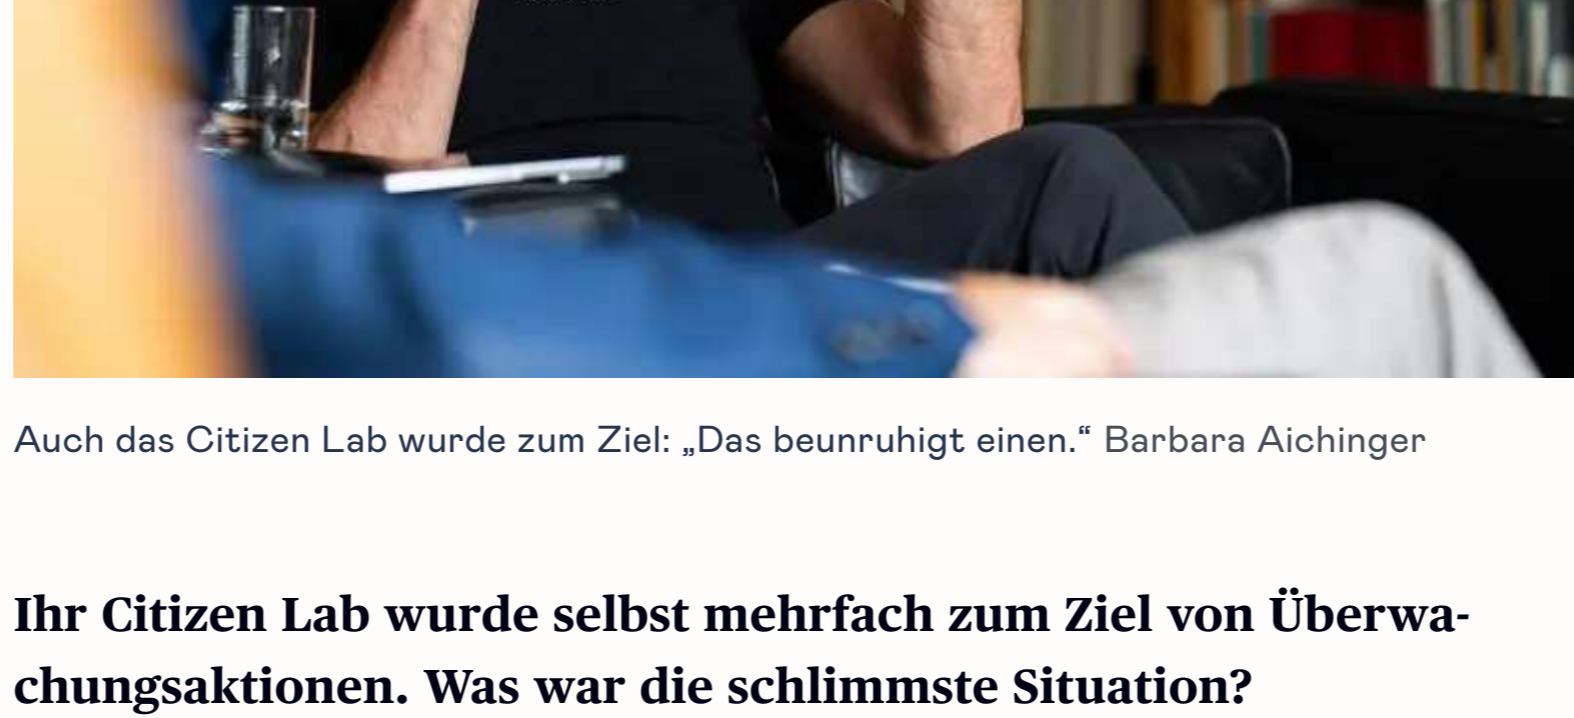 Auch das Citizen Lab wurde zum Ziel: „Das beunruhigt einen.“ Barbara Aichinger
Ihr Citizen Lab wurde selbst mehrfach zum Ziel von Überwa-
chungsaktionen. Was war die schlimmste Situation?